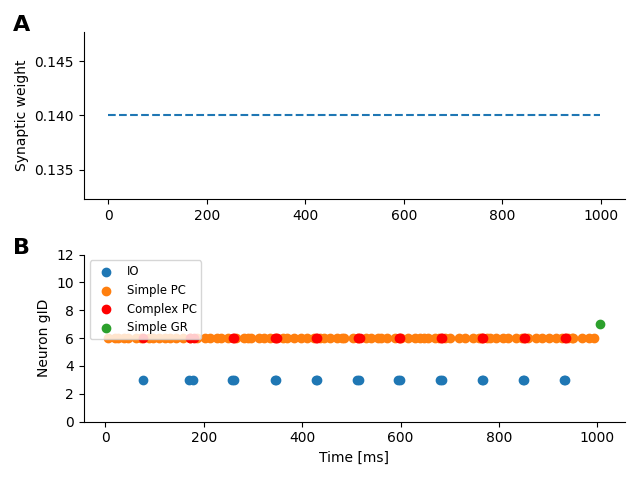 A
Synaptic weight
0.145
0.140
0.135
0 200 400 600 800 1000
B
Neuron gID
12
10
8
6
4
2
0
IO
Simple PC
Complex PC
Simple GR
0 200 400 600 800 1000
Time [ms]